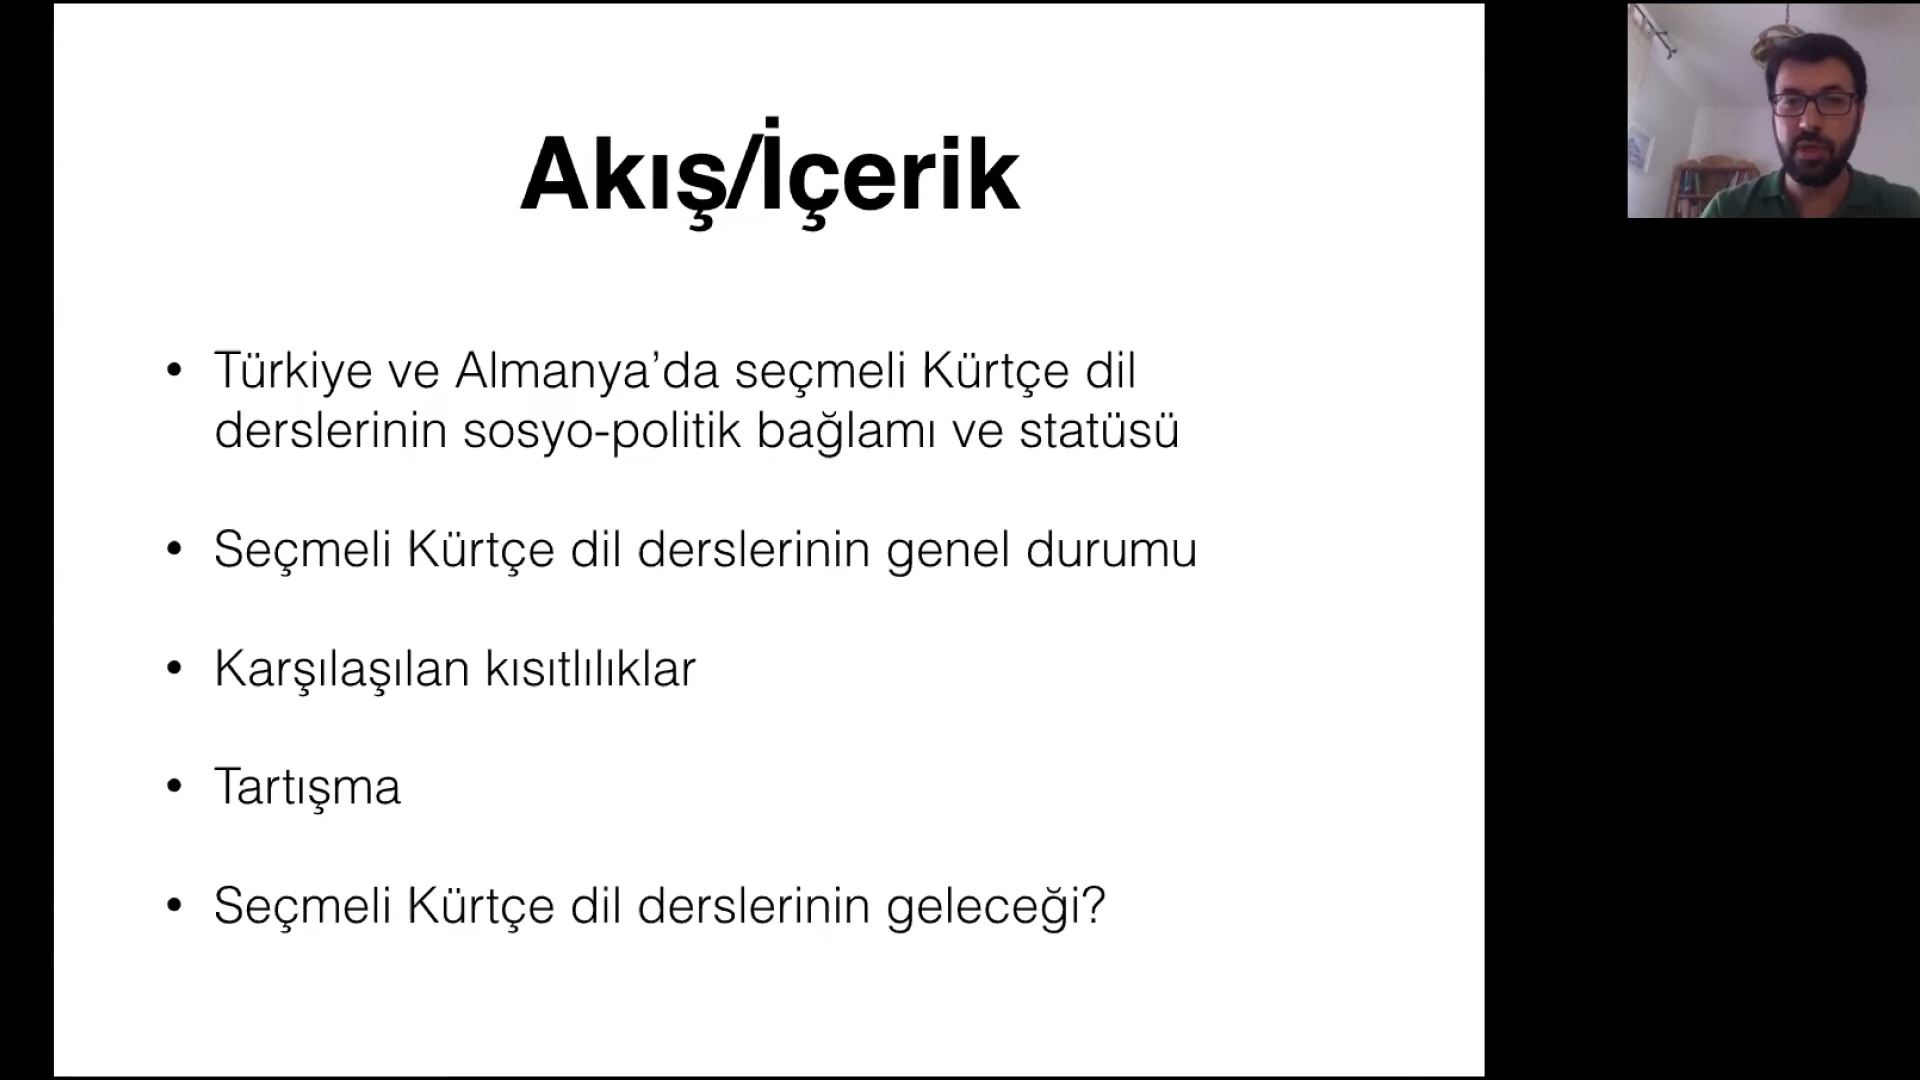 Akış/İçerik
• Türkiye ve Almanya’da seçmeli Kürtçe dil
derslerinin sosyo-politik bağlamı ve statüsü
• Seçmeli Kürtçe dil derslerinin genel durumu
• Karşılaşılan kısıtlılıklar
• Tartışma
• Seçmeli Kürtçe dil derslerinin geleceği?